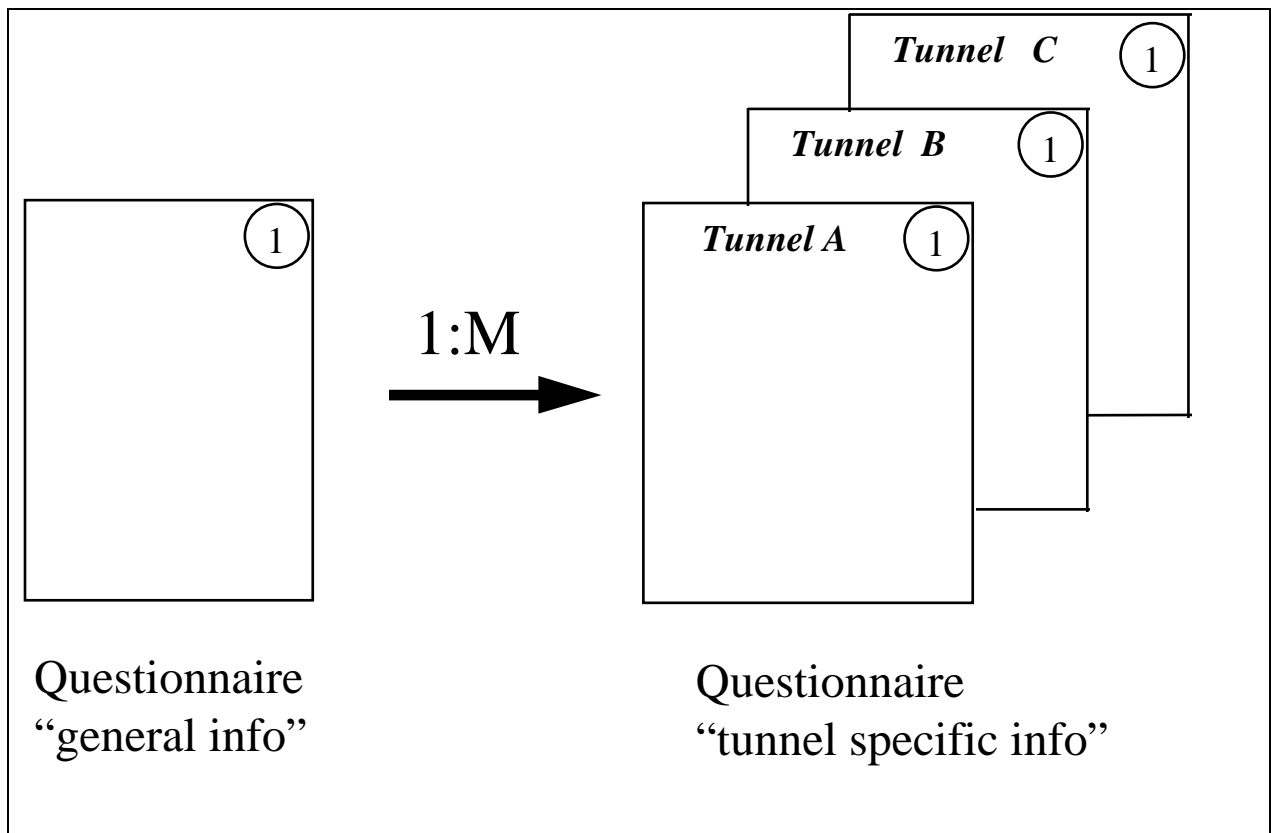 Tunnel C 1
Tunnel B 1
Tunnel A 1
1
1:M
Questionnaire
“general info”
Questionnaire
“tunnel specific info”